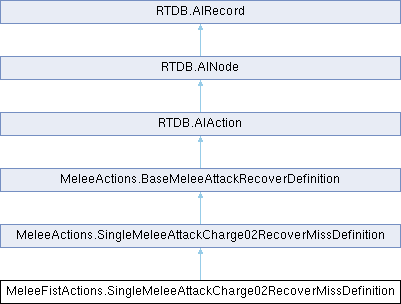 RTDB.AIRecord
RTDB.AINode
RTDB.AIAction
MeleeActions.BaseMeleeAttackRecoverDefinition
MeleeActions.SingleMeleeAttackCharge02RecoverMissDefinition
MeleeFistActions.SingleMeleeAttackCharge02RecoverMissDefinition